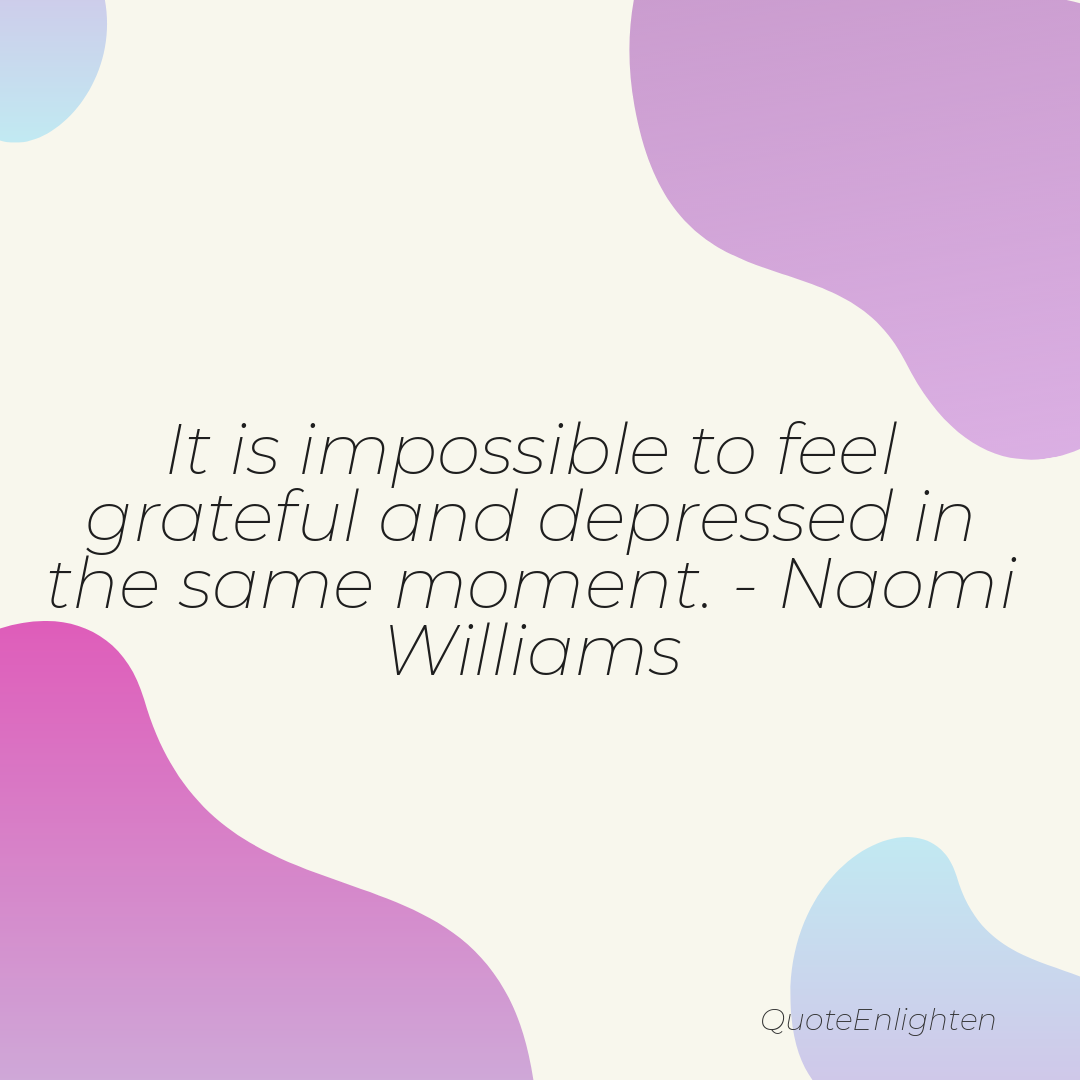 It is impossible to feel
grateful and depressed in
the same moment. - Naomi
Williams
QuoteEnlighten